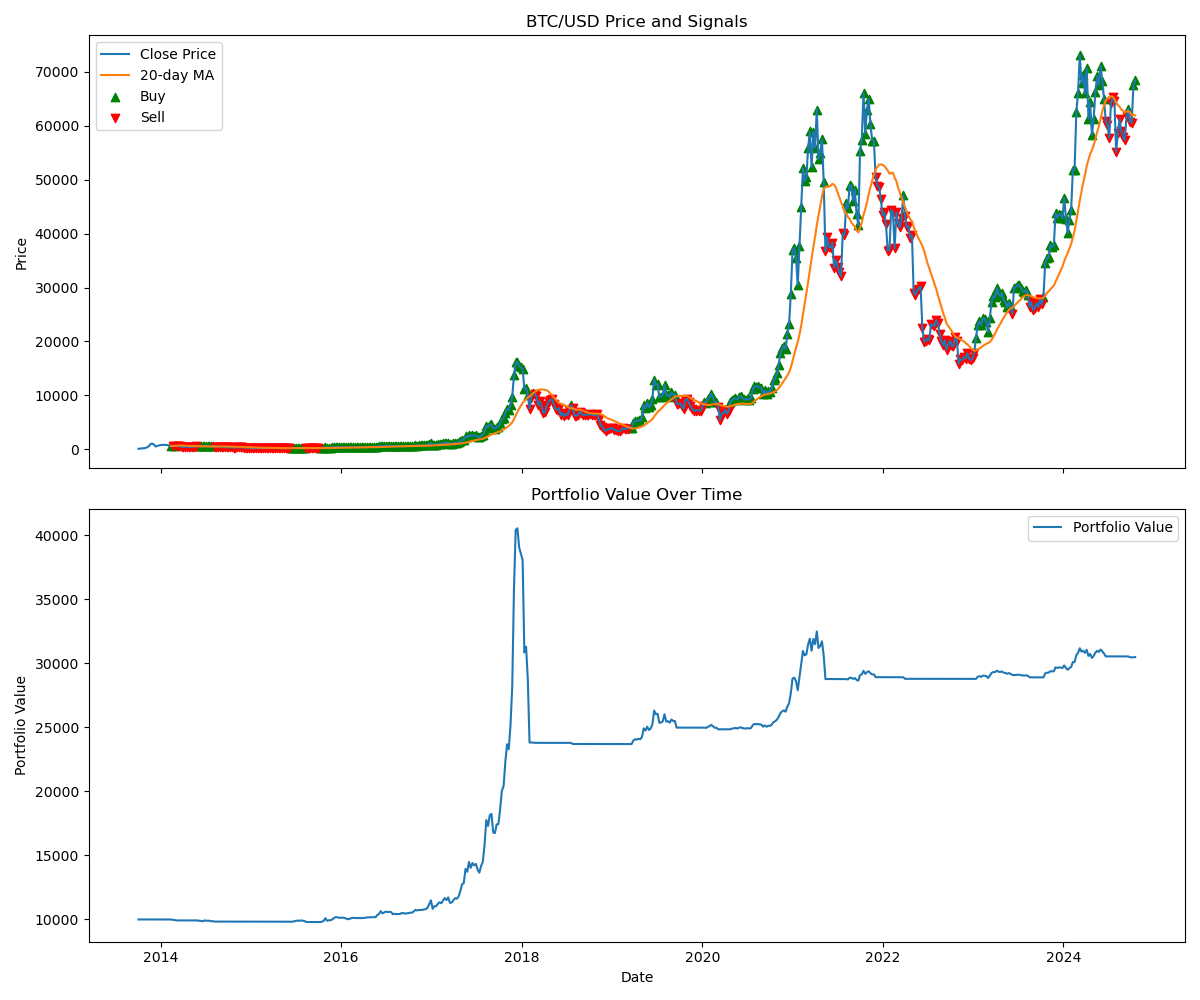 BTC/USD Price and Signals
Close Price
20-day MA
Buy
Sell
Price
70000
60000
50000
40000
30000
20000
10000
0
Portfolio Value Over Time
Portfolio Value
Portfolio Value
40000
35000
30000
25000
20000
15000
10000
2014
2016
2018
2020
2022
2024
Date